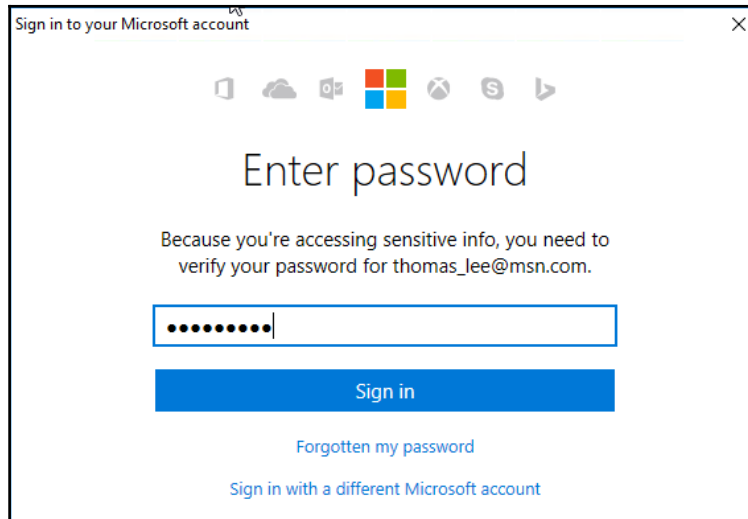 Sign in to your Microsoft account
Enter password
Because you're accessing sensitive info, you need to
verify your password for thomas_lee@msn.com.
●●●●●●●●●
Sign in
Forgotten my password
Sign in with a different Microsoft account